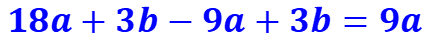 18a + 3b − 9a + 3b = 9a